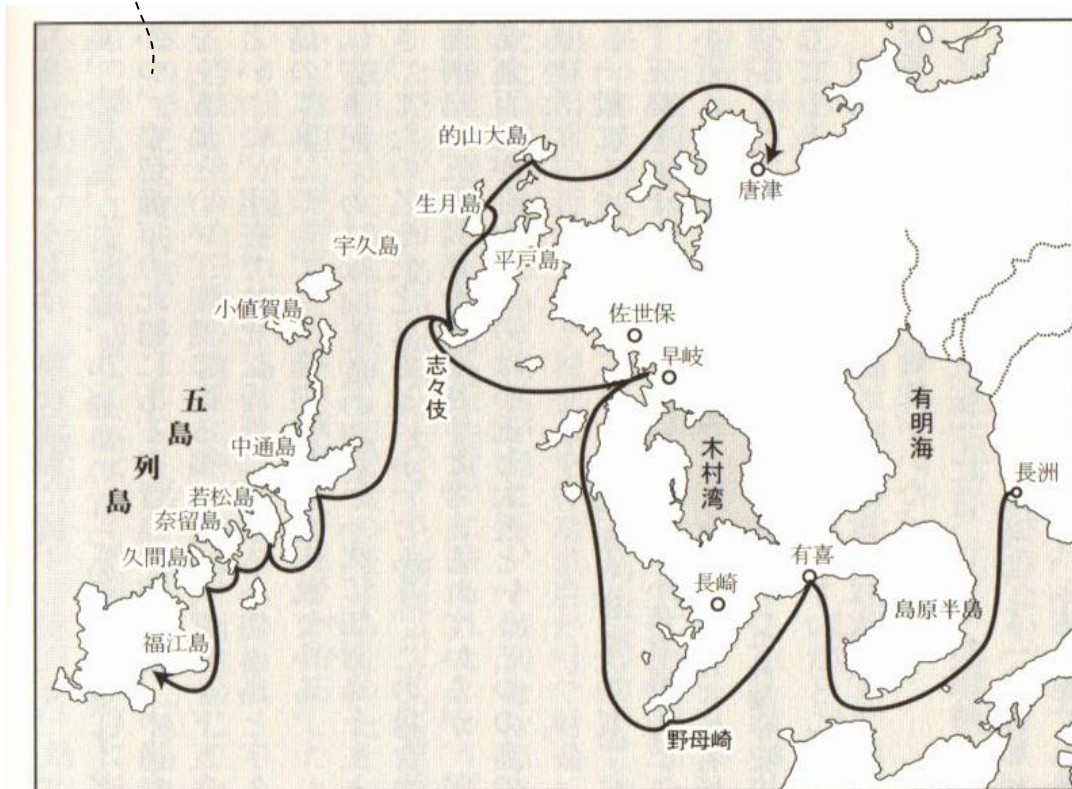 的山大島
唐津
生月島
宇久島
平戸島
小値賀島
佐世保
早岐
志々伎
五島列島
有明海
中通島
木村湾
長洲
若松島
奈留島
久間島
有喜
長崎
島原半島
福江島
野母崎